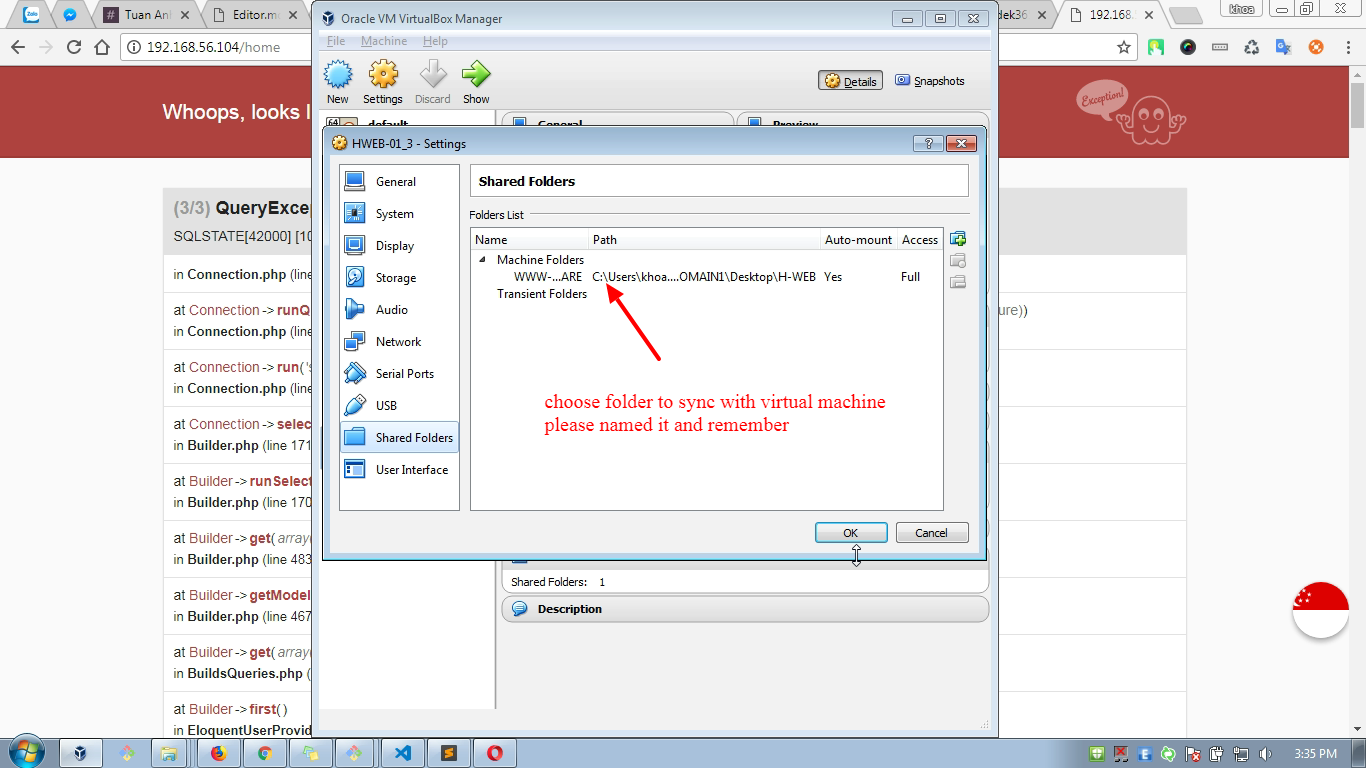 # Tuan Anl
Editor.m
Oracle VM VirtualBox Manager
dek36
192.168.
khoa
192.168.56.104/home
File Machine Help
New Settings Discard Show
Details Snapshots
Whoops, looks l
Exception!
64 default General Preview
HWEB-01_3 - Settings
General
System
Display
Storage
Audio
Network
Serial Ports
USB
Shared Folders
User Interface
Shared Folders
Folders List
Name Path Auto-mount Access
Machine Folders
WWW-...ARE C:\Users\khoa....OMAIN1\Desktop\H-WEB Yes Full
Transient Folders
choose folder to sync with virtual machine
please named it and remember
OK Cancel
Shared Folders: 1
Description
(3/3) QueryExce
SQLSTATE[42000] [10
in Connection.php (line
at Connection->runQ
ure))
in Connection.php (line
at Connection->run('s
in Connection.php (line
at Connection->selec
in Builder.php (line 171
at Builder->runSelect
in Builder.php (line 170
at Builder->get(array(
in Builder.php (line 483
at Builder->getModel
in Builder.php (line 467
at Builder->get(array
in BuildsQueries.php (
at Builder->first()
in EloquentUserProvid
3:35 PM